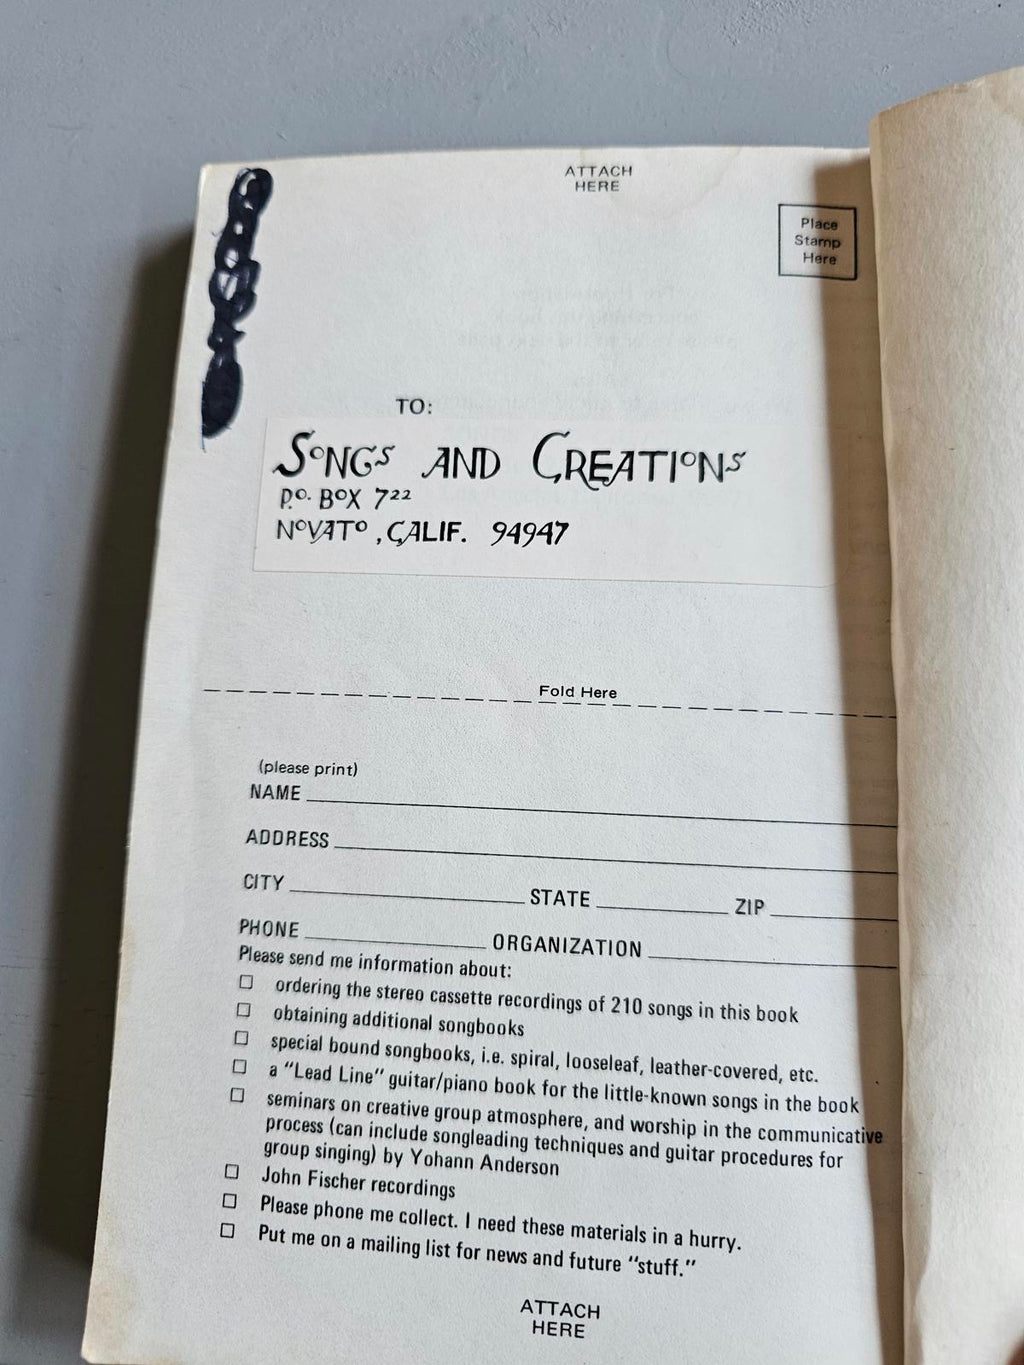 ATTACH
HERE
Place
Stamp
Here
TO:
SONGS AND CREATIONS
P.O. BOX 722
NOVATO, CALIF. 94947
Fold Here
(please print)
NAME
ADDRESS
CITY STATE ZIP
PHONE ORGANIZATION
Please send me information about:
ordering the stereo cassette recordings of 210 songs in this book
obtaining additional songbooks
special bound songbooks, i.e. spiral, looseleaf, leather-covered, etc.
a "Lead Line" guitar/piano book for the little-known songs in the book
seminars on creative group atmosphere, and worship in the communicative
process (can include songleading techniques and guitar procedures for
group singing) by Yohann Anderson
John Fischer recordings
Please phone me collect. I need these materials in a hurry.
Put me on a mailing list for news and future "stuff."
ATTACH
HERE